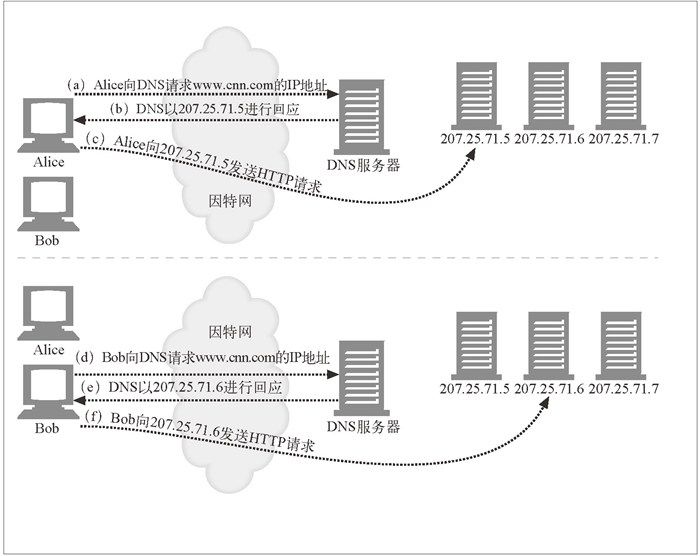 (a) Alice向DNS请求www.cnn.com的IP地址
(b) DNS以207.25.71.5进行回应
Alice
(c) Alice向207.25.71.5发送HTTP请求
DNS服务器
207.25.71.5 207.25.71.6 207.25.71.7
因特网
Bob
Alice
因特网
(d) Bob向DNS请求www.cnn.com的IP地址
(e) DNS以207.25.71.6进行回应
207.25.71.5 207.25.71.6 207.25.71.7
Bob
(f) Bob向207.25.71.6发送HTTP请求
DNS服务器